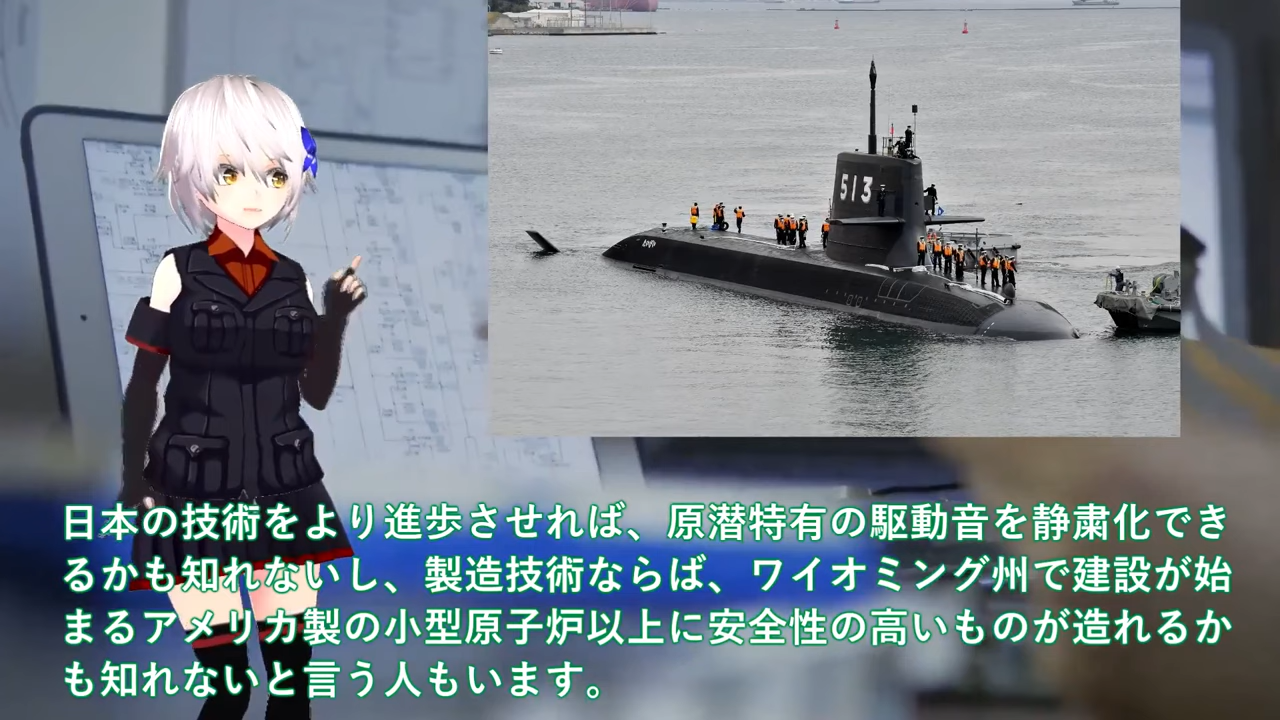 513
日本の技術をより進歩させれば、原潜特有の駆動音を静粛化でき
るかも知れないし、製造技術ならば、ワイオミング州で建設が始
まるアメリカ製の小型原子炉以上に安全性の高いものが造れるか
も知れないと言う人もいます。